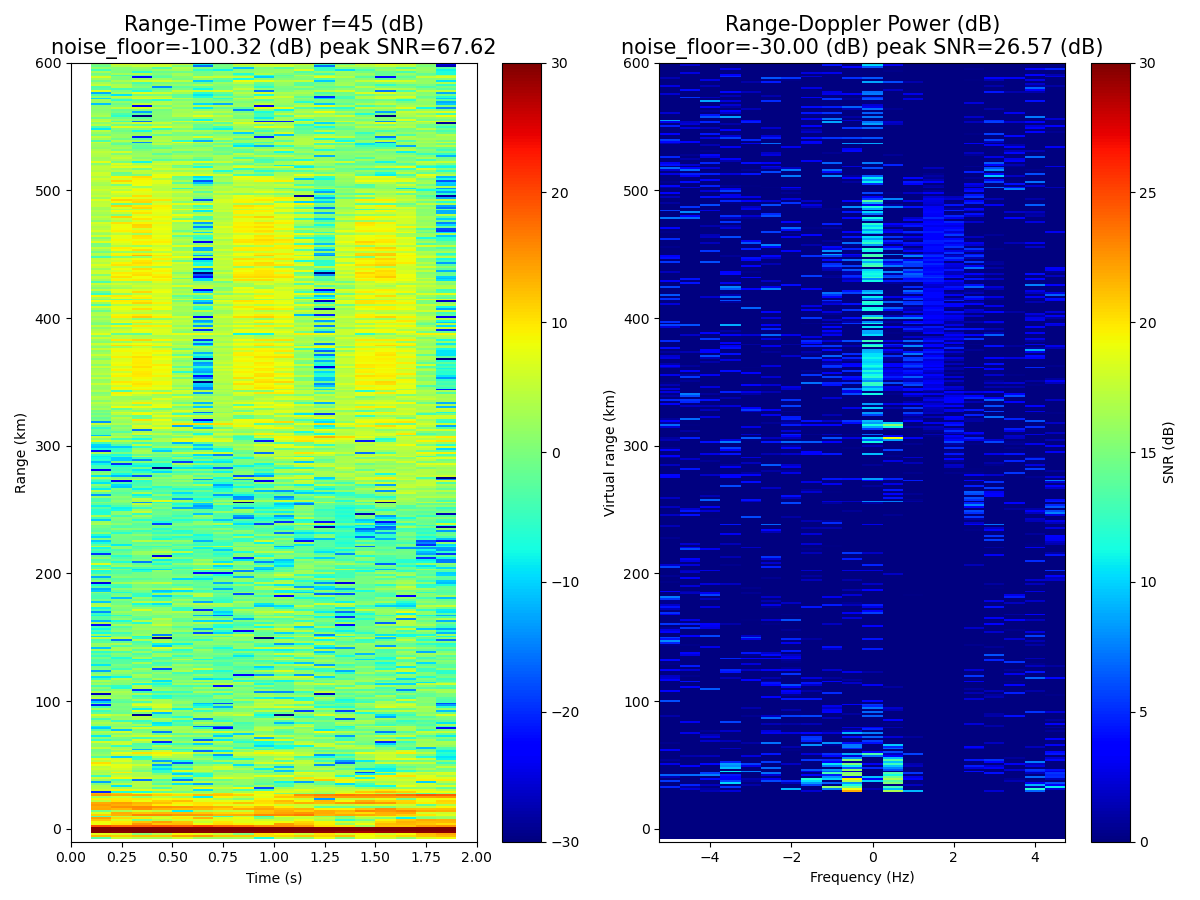 Range-Time Power f=45 (dB)
noise_floor=-100.32 (dB) peak SNR=67.62
600
500
400
300
200
100
0
Range (km)
0.00 0.25 0.50 0.75 1.00 1.25 1.50 1.75 2.00
Time (s)
30
20
10
0
−10
−20
−30
Range-Doppler Power (dB)
noise_floor=-30.00 (dB) peak SNR=26.57 (dB)
600
500
400
300
200
100
0
Virtual range (km)
−4 −2 0 2 4
Frequency (Hz)
30
25
20
15
10
5
0
SNR (dB)